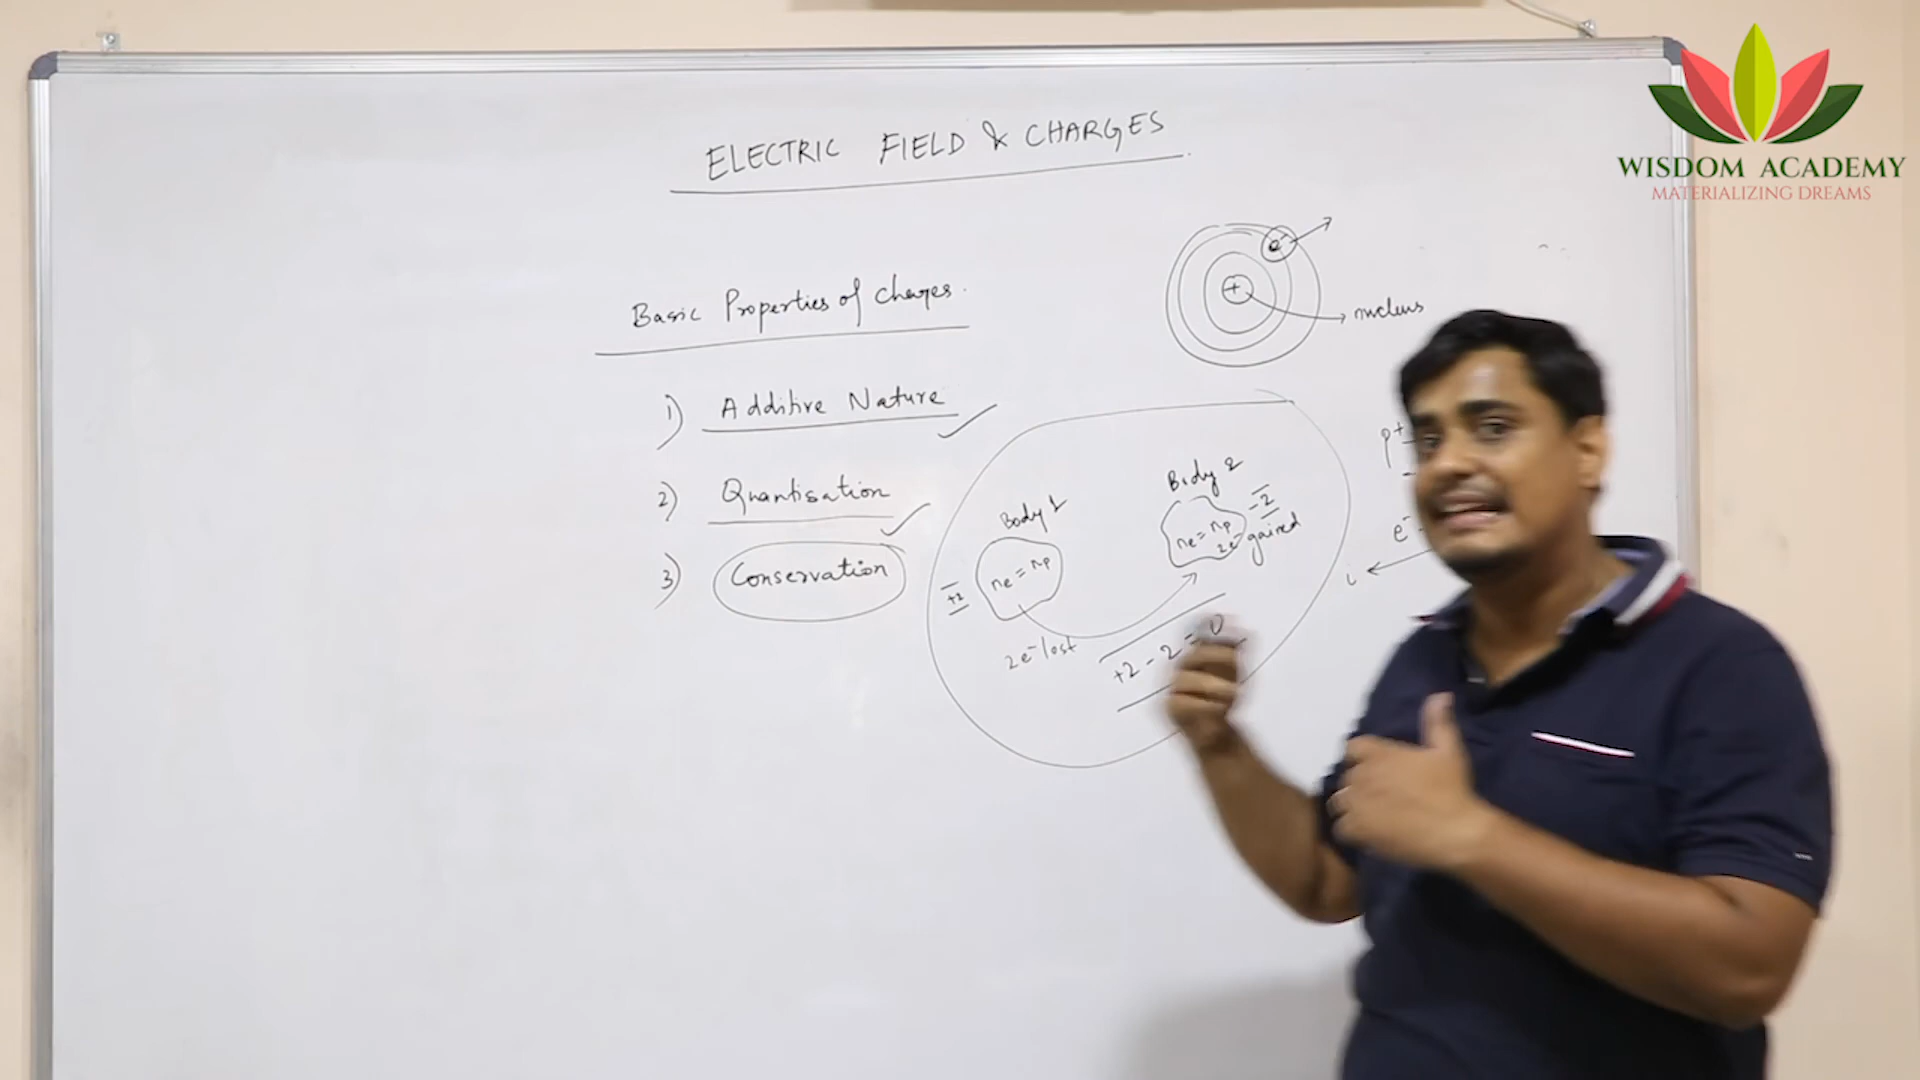 WISDOM ACADEMY
MATERIALIZING DREAMS
ELECTRIC FIELD & CHARGES
Basic Properties of Charges.
1) Additive Nature
2) Quantisation
3) Conservation
e-
+
nucleus
Body 1
ne = np
+2
2e- lost
Body 2
ne = np
-2
2e- gained
+2 - 2 = 0
p+
e-
i